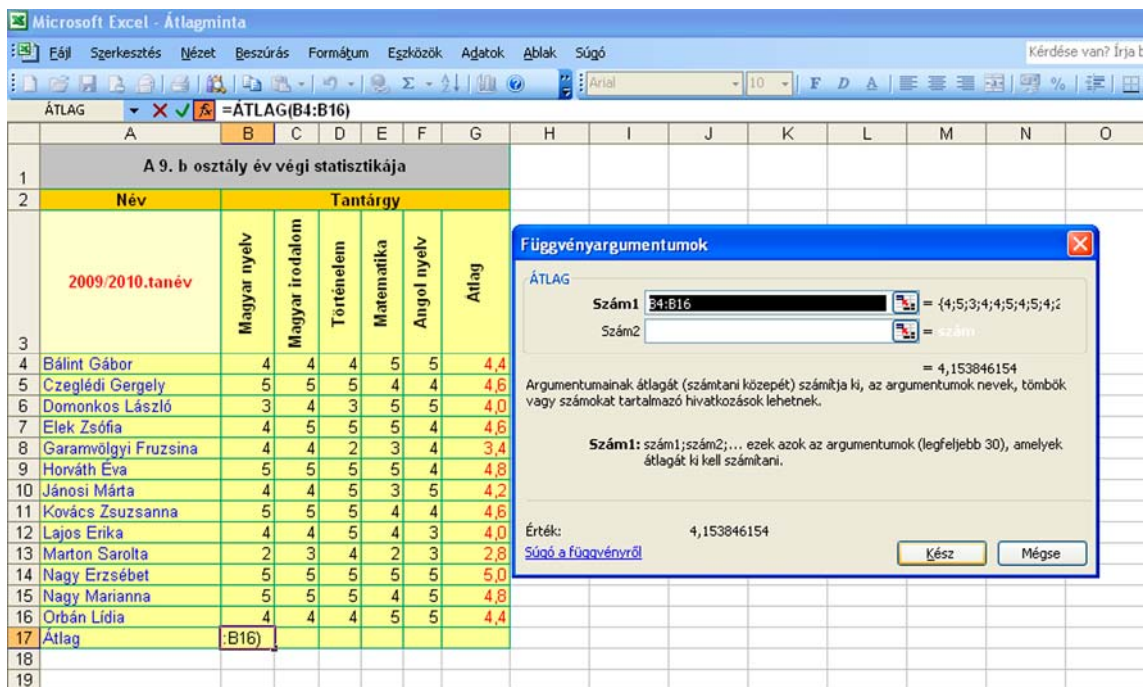 Microsoft Excel - Átlagminta
Fájl Szerkesztés Nézet Beszúrás Formátum Eszközök Adatok Ablak Súgó Kérdése van? Írja b
Arial 10 F D A
ÁTLAG =ÁTLAG(B4:B16)
A B C D E F G H I J K L M N O
1 A 9. b osztály év végi statisztikája
2 Név Tantárgy
3 2009/2010.tanév Magyar nyelv Magyar irodalom Történelem Matematika Angol nyelv Átlag
4 Bálint Gábor 4 4 4 5 5 4,4
5 Czeglédi Gergely 5 5 5 4 4 4,6
6 Domonkos László 3 4 3 5 5 4,0
7 Elek Zsófia 4 5 5 5 4 4,6
8 Garamvölgyi Fruzsina 4 4 2 3 4 3,4
9 Horváth Éva 5 5 5 5 4 4,8
10 Jánosi Márta 4 4 5 3 5 4,2
11 Kovács Zsuzsanna 5 5 5 4 4 4,6
12 Lajos Erika 4 4 5 4 3 4,0
13 Marton Sarolta 2 3 4 2 3 2,8
14 Nagy Erzsébet 5 5 5 5 5 5,0
15 Nagy Marianna 5 5 5 4 5 4,8
16 Orbán Lídia 4 4 4 5 5 4,4
17 Átlag :B16)
18
19
Függvényargumentumok
ÁTLAG
Szám1 B4:B16 = {4;5;3;4;4;5;4;5;4;2
Szám2 = szám
= 4,153846154
Argumentumainak átlagát (számtani közepét) számítja ki, az argumentumok nevek, tömbök
vagy számokat tartalmazó hivatkozások lehetnek.
Szám1: szám1;szám2;... ezek azok az argumentumok (legfeljebb 30), amelyek
átlagát ki kell számítani.
Érték: 4,153846154
Súgó a függvényről Kész Mégse